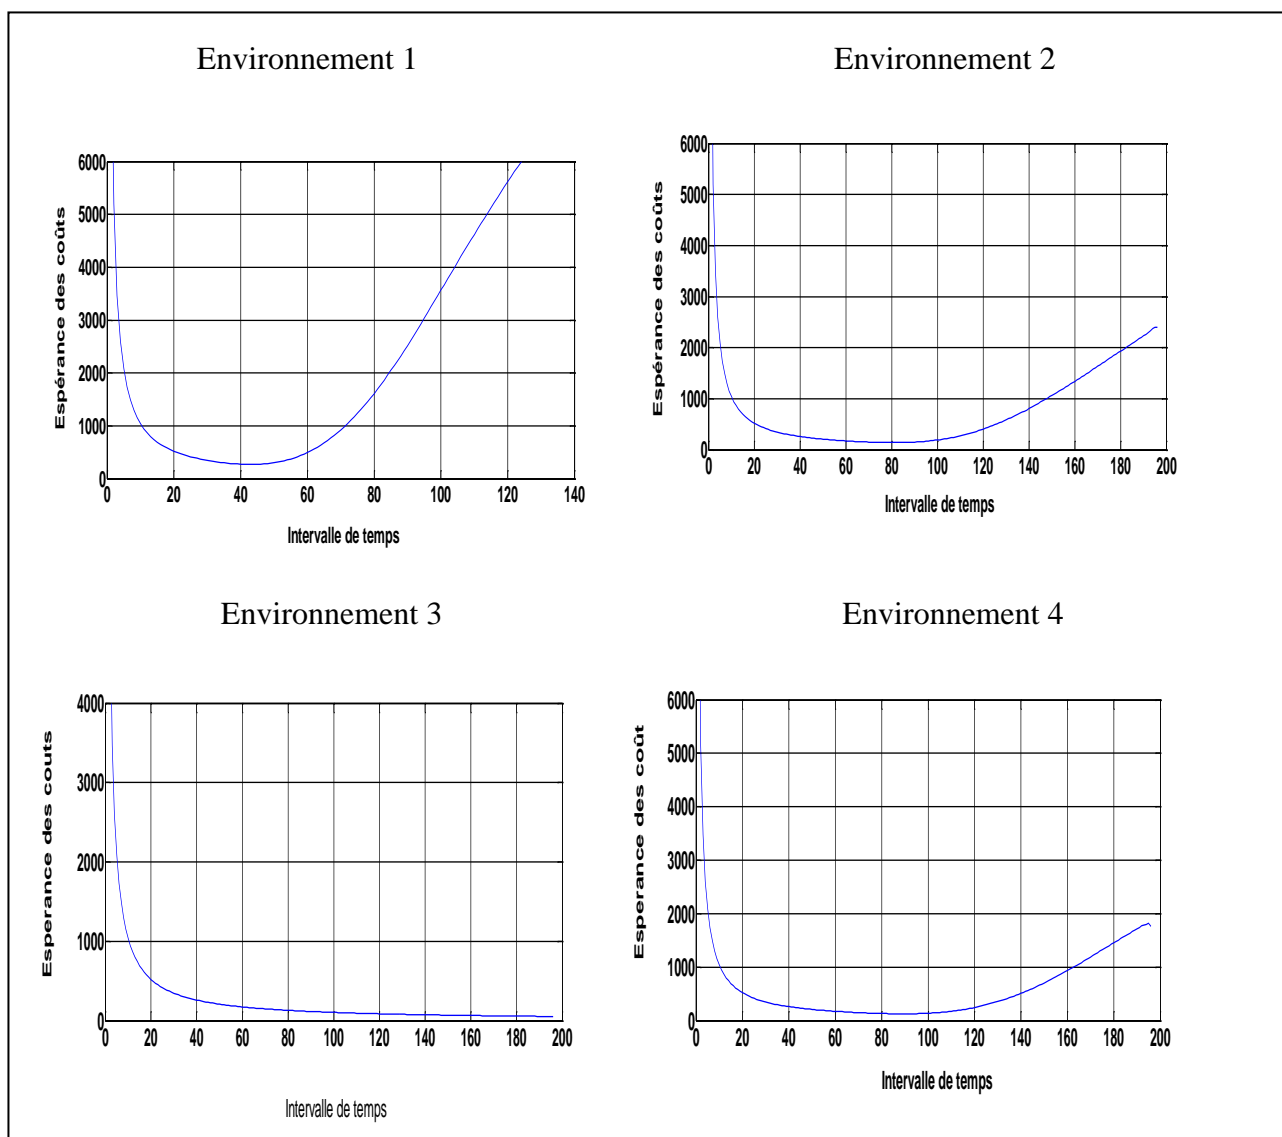 Environnement 1
Environnement 2
6000
5000
4000
3000
2000
1000
0
0 20 40 60 80 100 120 140
Espérance des coûts
Intervalle de temps
6000
5000
4000
3000
2000
1000
0
0 20 40 60 80 100 120 140 160 180 200
Espérance des coûts
Intervalle de temps
Environnement 3
Environnement 4
4000
3000
2000
1000
0
0 20 40 60 80 100 120 140 160 180 200
Esperance des couts
Intervalle de temps
6000
5000
4000
3000
2000
1000
0
0 20 40 60 80 100 120 140 160 180 200
Esperance des coût
Intervalle de temps